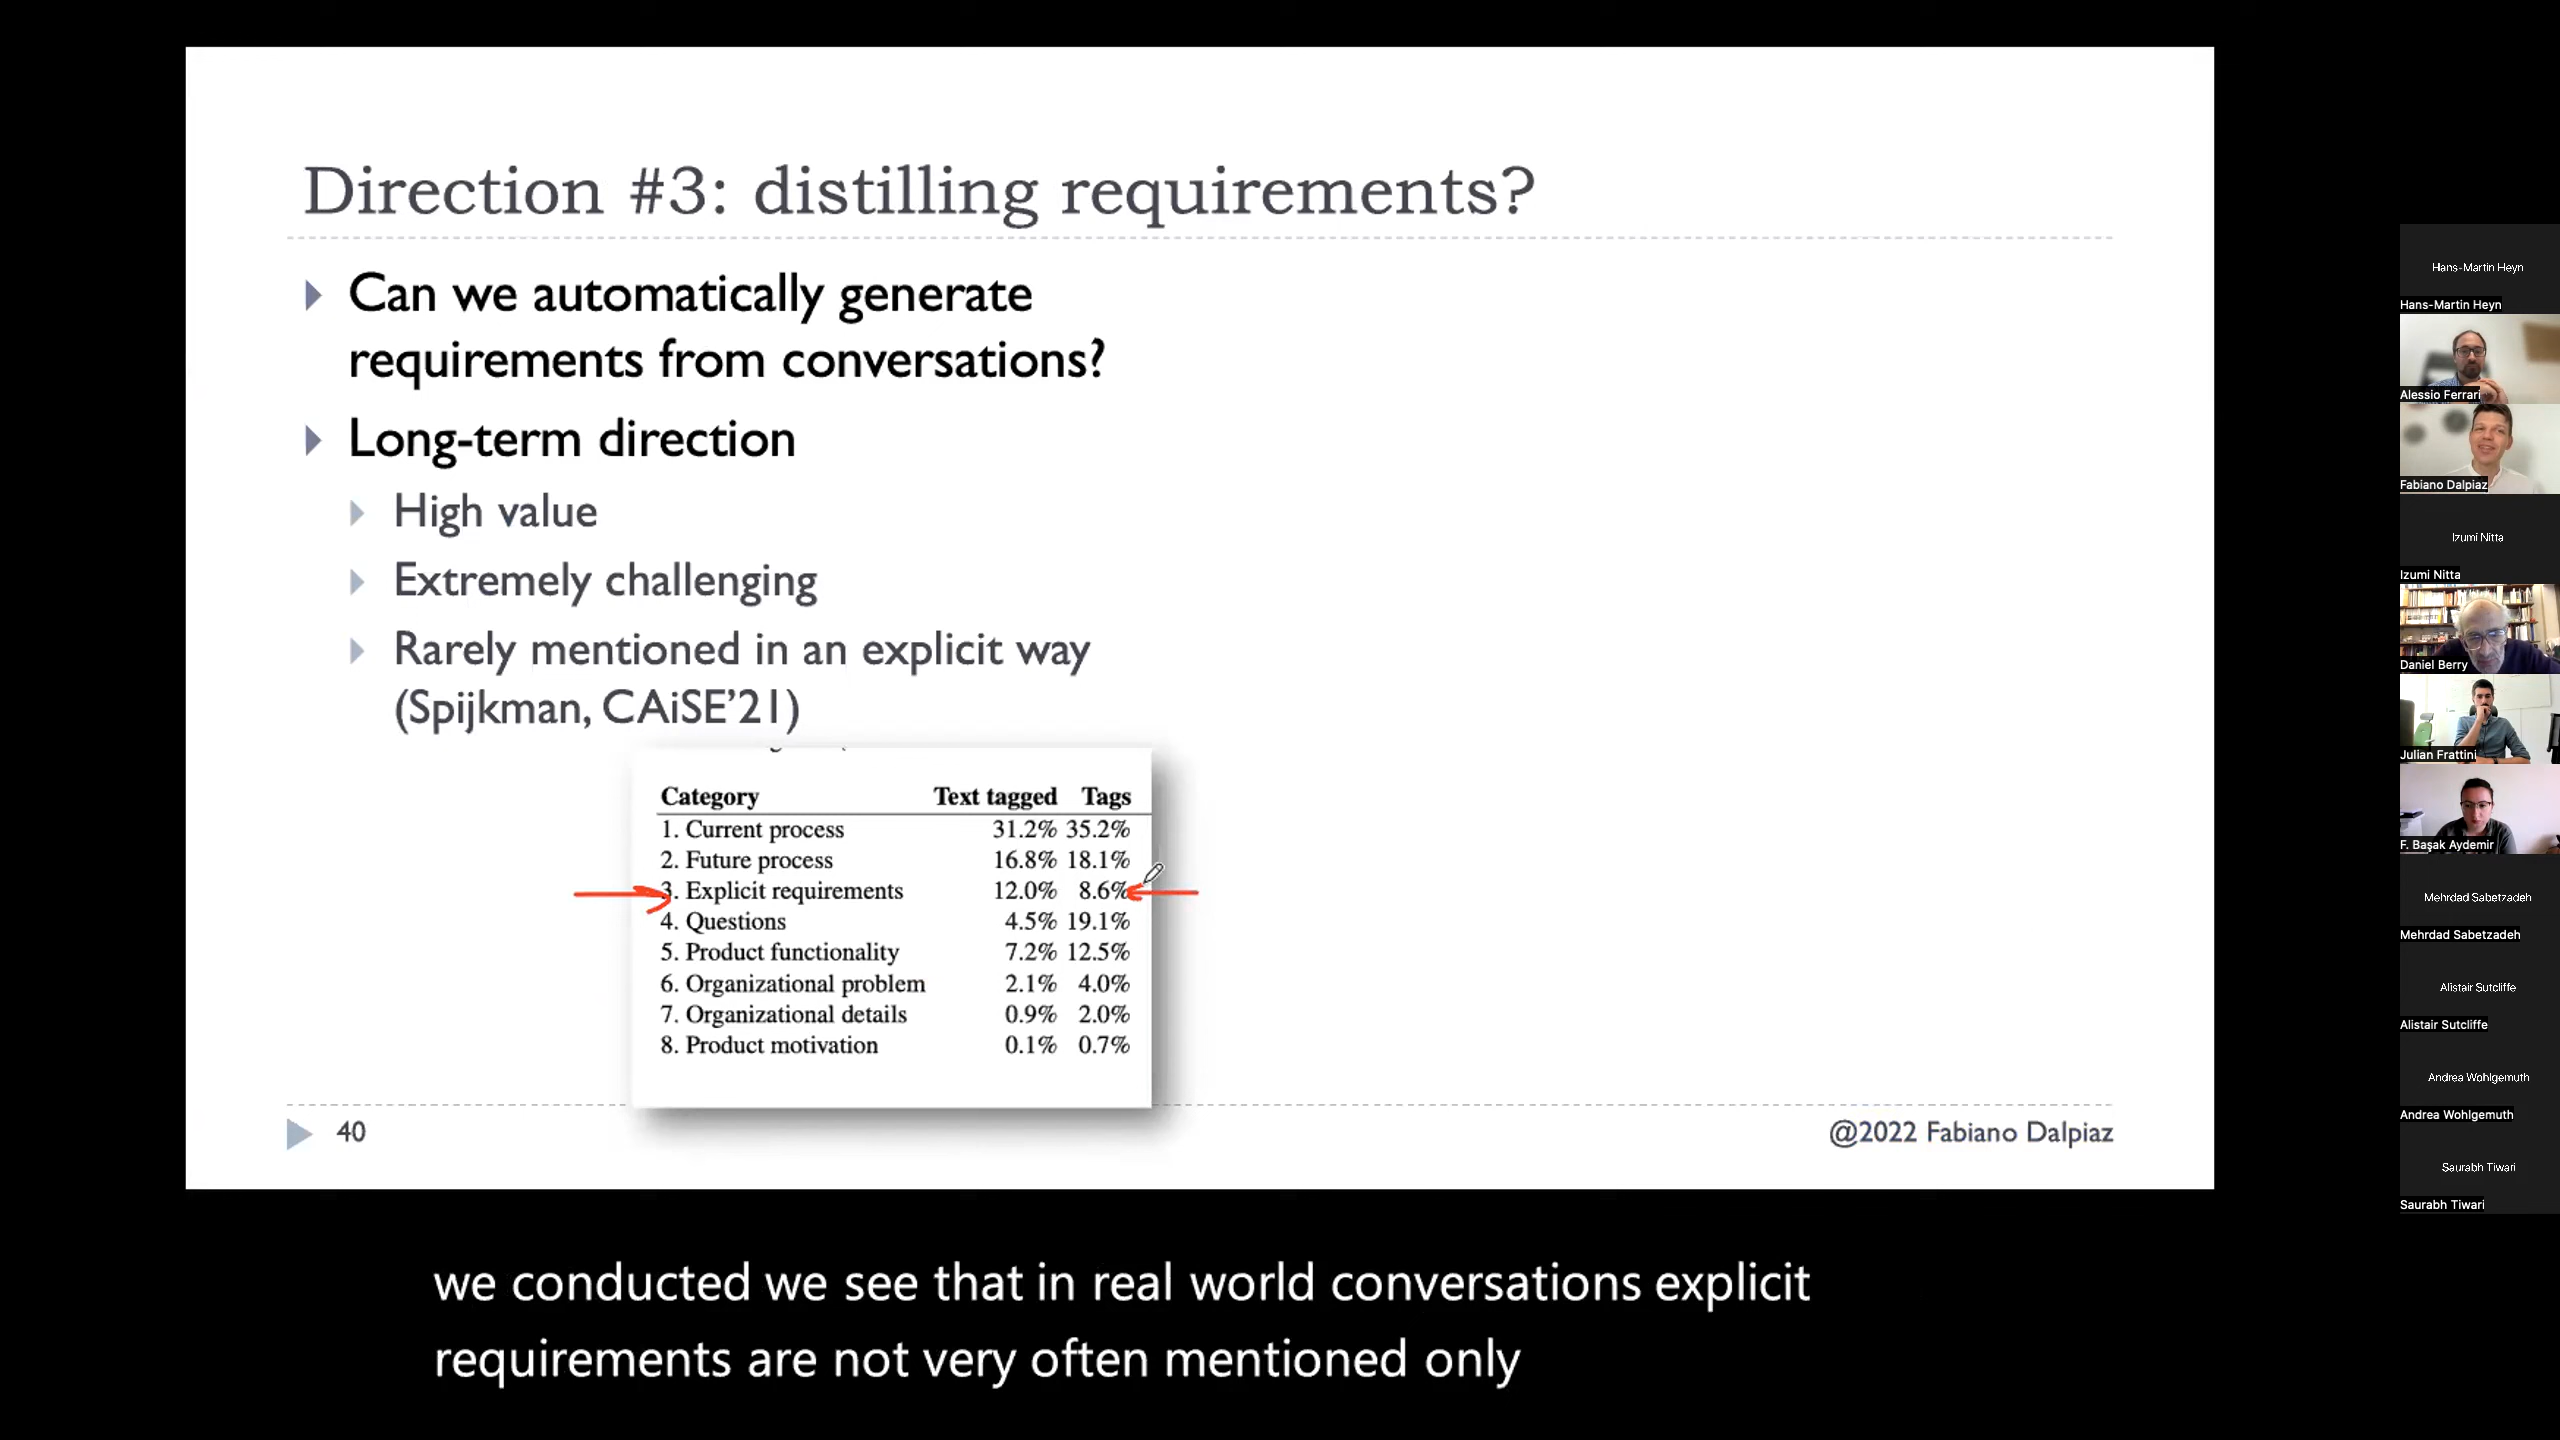 Direction #3: distilling requirements?
Can we automatically generate
requirements from conversations?
Long-term direction
High value
Extremely challenging
Rarely mentioned in an explicit way
(Spijkman, CAiSE'21)
Category Text tagged Tags
1. Current process 31.2% 35.2%
2. Future process 16.8% 18.1%
3. Explicit requirements 12.0% 8.6%
4. Questions 4.5% 19.1%
5. Product functionality 7.2% 12.5%
6. Organizational problem 2.1% 4.0%
7. Organizational details 0.9% 2.0%
8. Product motivation 0.1% 0.7%
40
@2022 Fabiano Dalpiaz
we conducted we see that in real world conversations explicit
requirements are not very often mentioned only
Hans-Martin Heyn
Hans-Martin Heyn
Alessio Ferrari
Fabiano Dalpiaz
Izumi Nitta
Izumi Nitta
Daniel Berry
Julian Frattini
F. Başak Aydemir
Mehrdad Sabetzadeh
Mehrdad Sabetzadeh
Alistair Sutcliffe
Alistair Sutcliffe
Andrea Wohlgemuth
Andrea Wohlgemuth
Saurabh Tiwari
Saurabh Tiwari